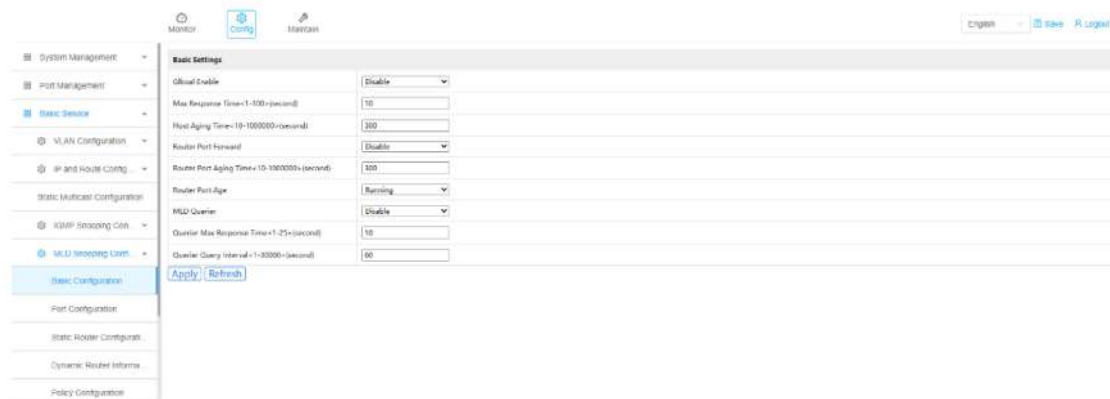 Monitor
Config
Maintain
English
Save
Logout
System Management
Port Management
Basic Service
VLAN Configuration
IP and Route Config...
Static Multicast Configuration
IGMP Snooping Con...
MLD Snooping Confi...
Basic Configuration
Port Configuration
Static Router Configurati...
Dynamic Router Informa...
Policy Configuration
Basic Settings
Global Enable
Disable
Max Response Time<1-100>(second)
10
Host Aging Time<10-1000000>(second)
300
Router Port Forward
Disable
Router Port Aging Time<10-1000000>(second)
300
Router Port Age
Running
MLD Querier
Disable
Querier Max Response Time<1-25>(second)
10
Querier Query Interval<1-30000>(second)
60
Apply
Refresh